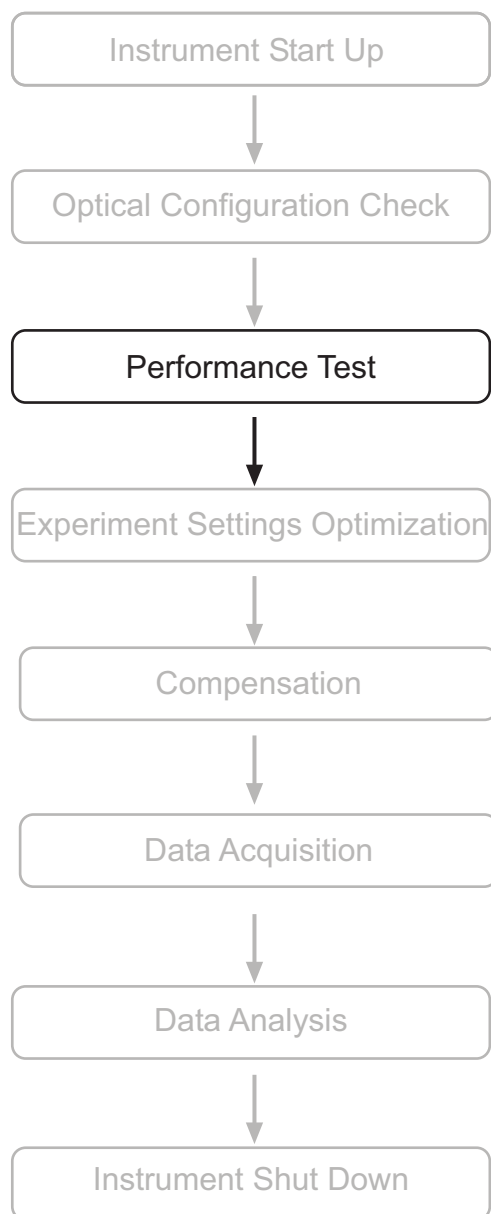 Instrument Start Up
Optical Configuration Check
Performance Test
Experiment Settings Optimization
Compensation
Data Acquisition
Data Analysis
Instrument Shut Down